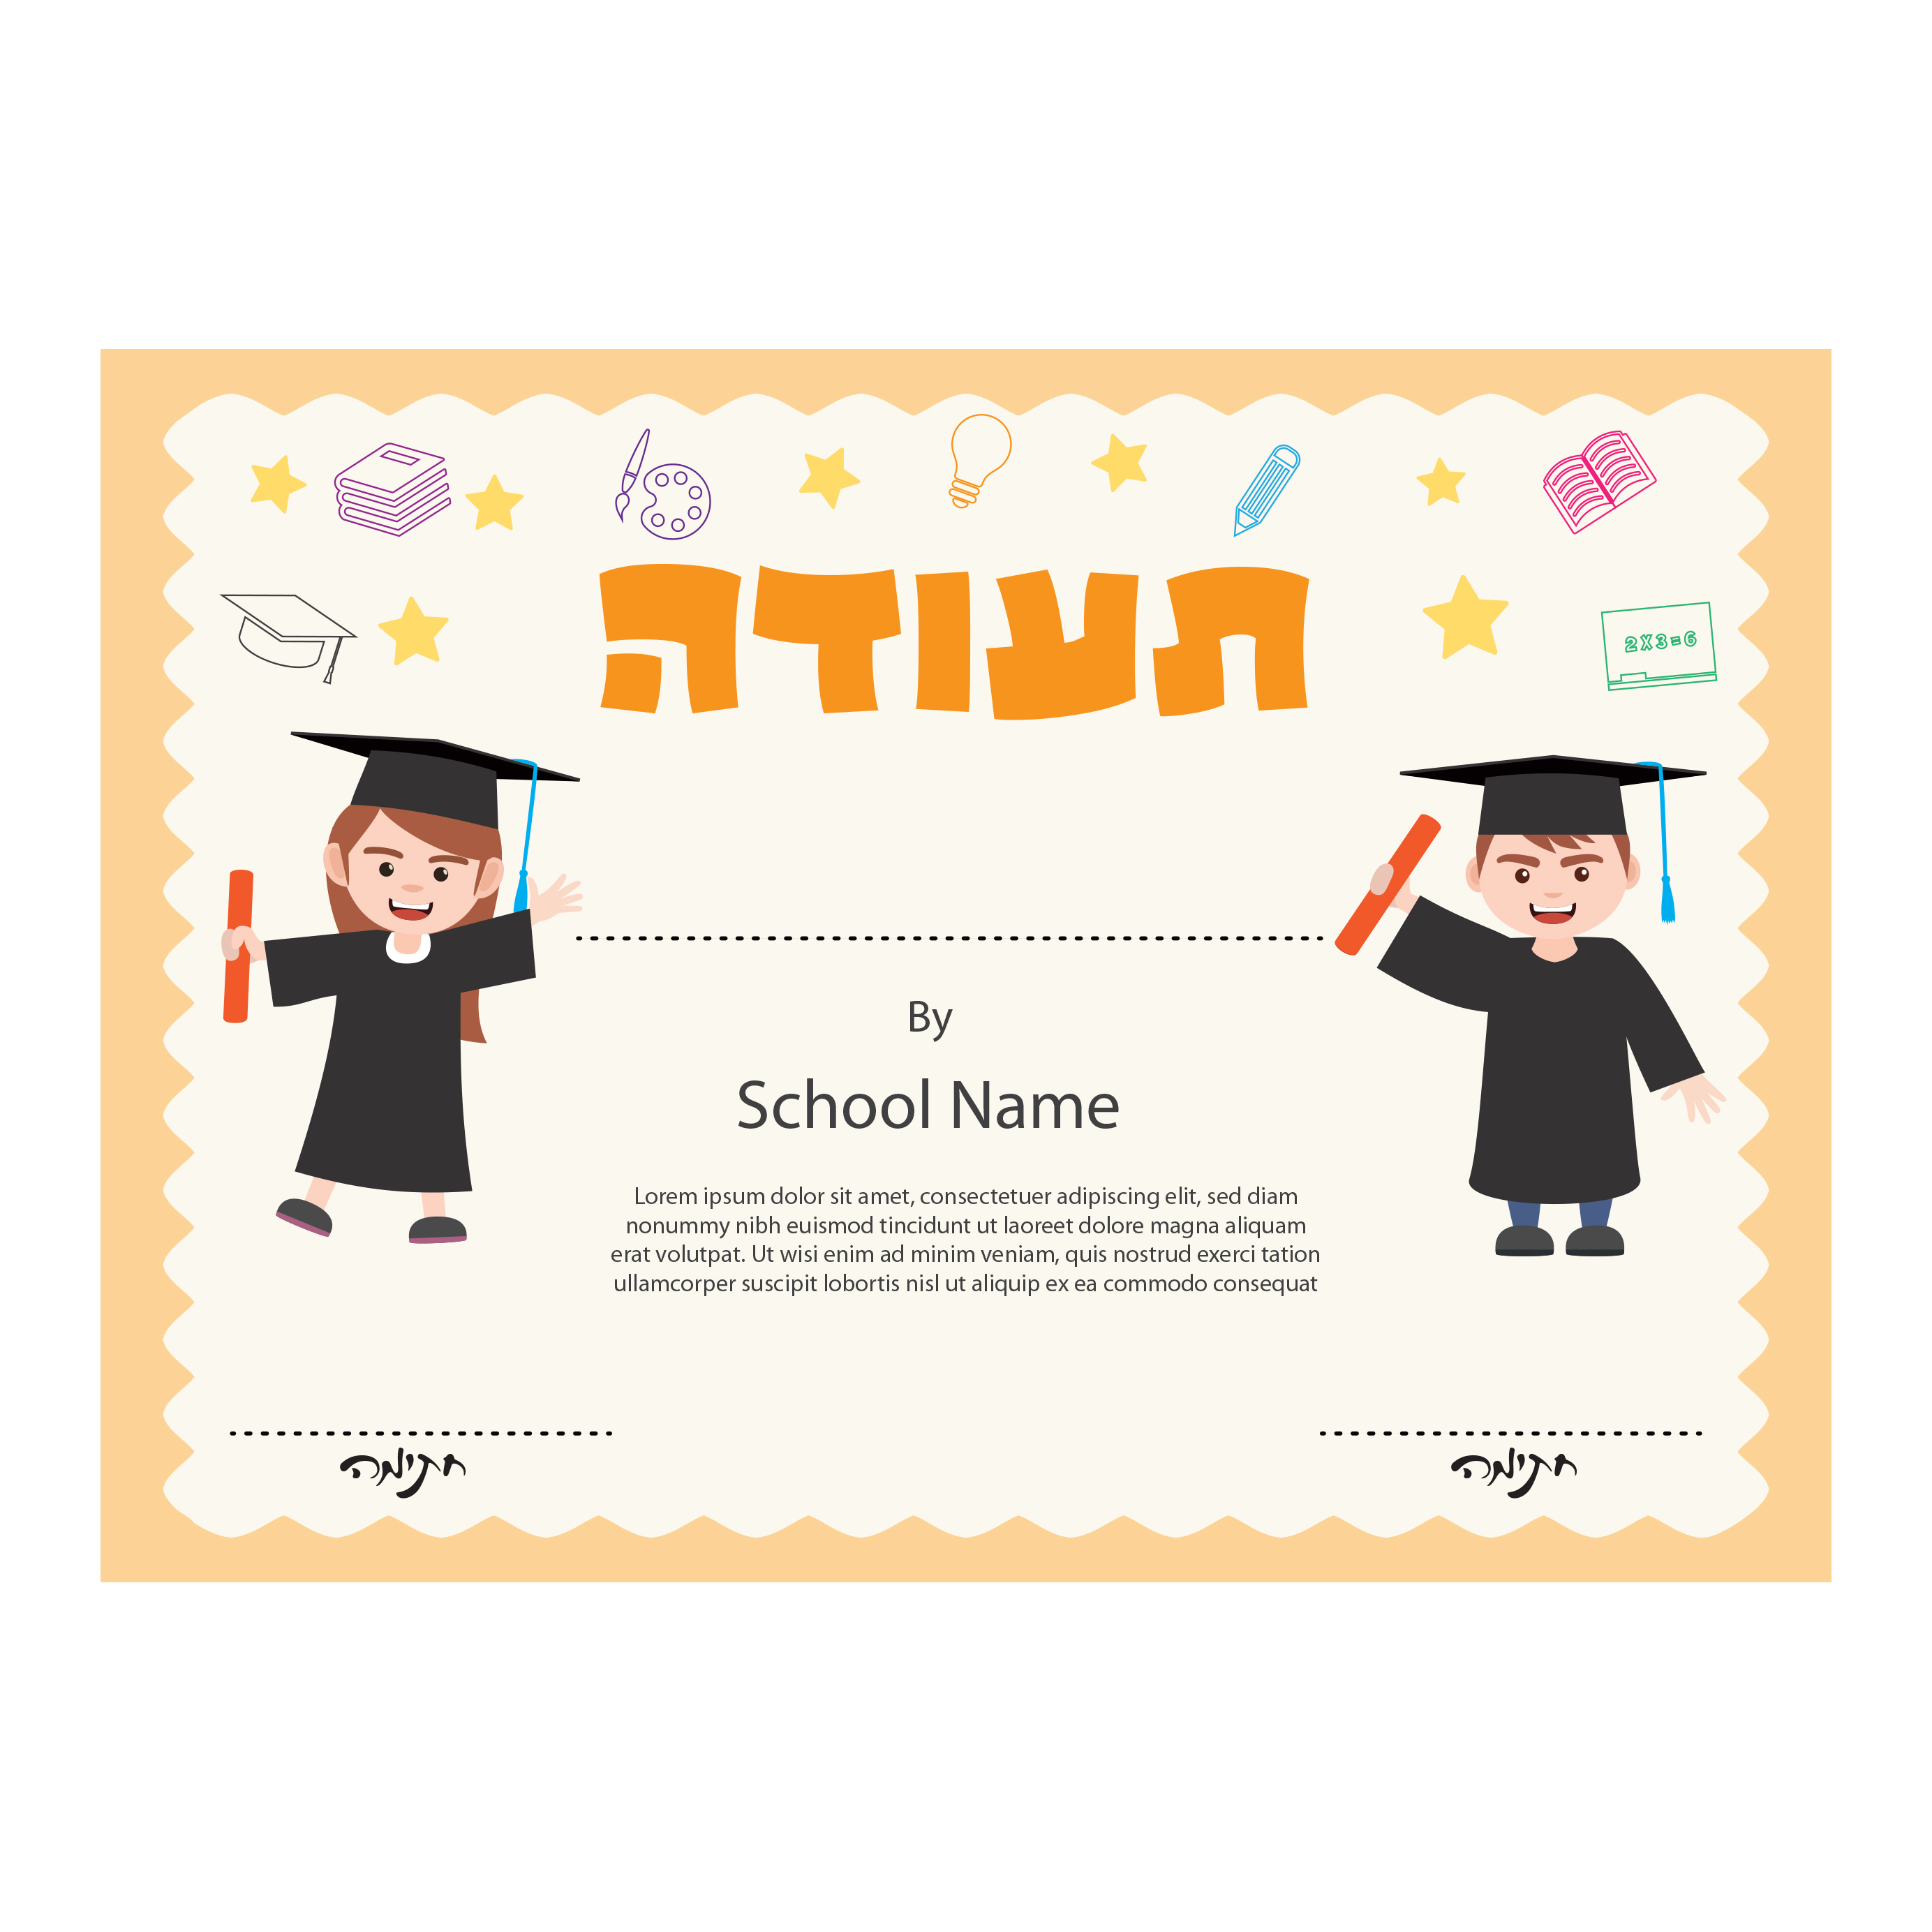 2X3=6
תעודה
By
School Name
Lorem ipsum dolor sit amet, consectetuer adipiscing elit, sed diam
nonummy nibh euismod tincidunt ut laoreet dolore magna aliquam
erat volutpat. Ut wisi enim ad minim veniam, quis nostrud exerci tation
ullamcorper suscipit lobortis nisl ut aliquip ex ea commodo consequat
חתימה
חתימה